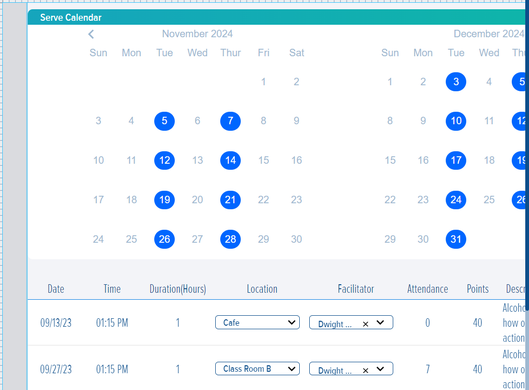 Serve Calendar
November 2024 December 2024
Sun Mon Tue Wed Thur Fri Sat Sun Mon Tue Wed Thu
1 2 1 2 3 4 5
3 4 5 6 7 8 9 8 9 10 11 12
10 11 12 13 14 15 16 15 16 17 18 19
17 18 19 20 21 22 23 22 23 24 25 26
24 25 26 27 28 29 30 29 30 31
Date Time Duration(Hours) Location Facilitator Attendance Points Descr
09/13/23 01:15 PM 1 Cafe Dwight ... × 0 40 Alcoho
how o
action
09/27/23 01:15 PM 1 Class Room B Dwight ... × 7 40 Alcoho
how o
action